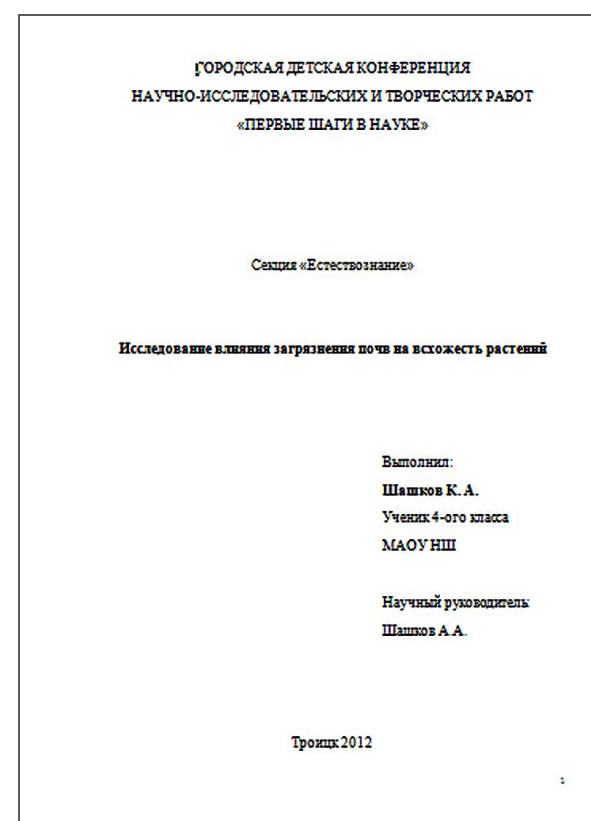 ГОРОДСКАЯ ДЕТСКАЯ КОНФЕРЕНЦИЯ
НАУЧНО-ИССЛЕДОВАТЕЛЬСКИХ И ТВОРЧЕСКИХ РАБОТ
«ПЕРВЫЕ ШАГИ В НАУКЕ»
Секция «Естествознание»
Исследование влияния загрязнения почв на всхожесть растений
Выполнил:
Шашков К. А.
Ученик 4-ого класса
МАОУ НШ
Научный руководитель:
Шашков А.А.
Троицк 2012